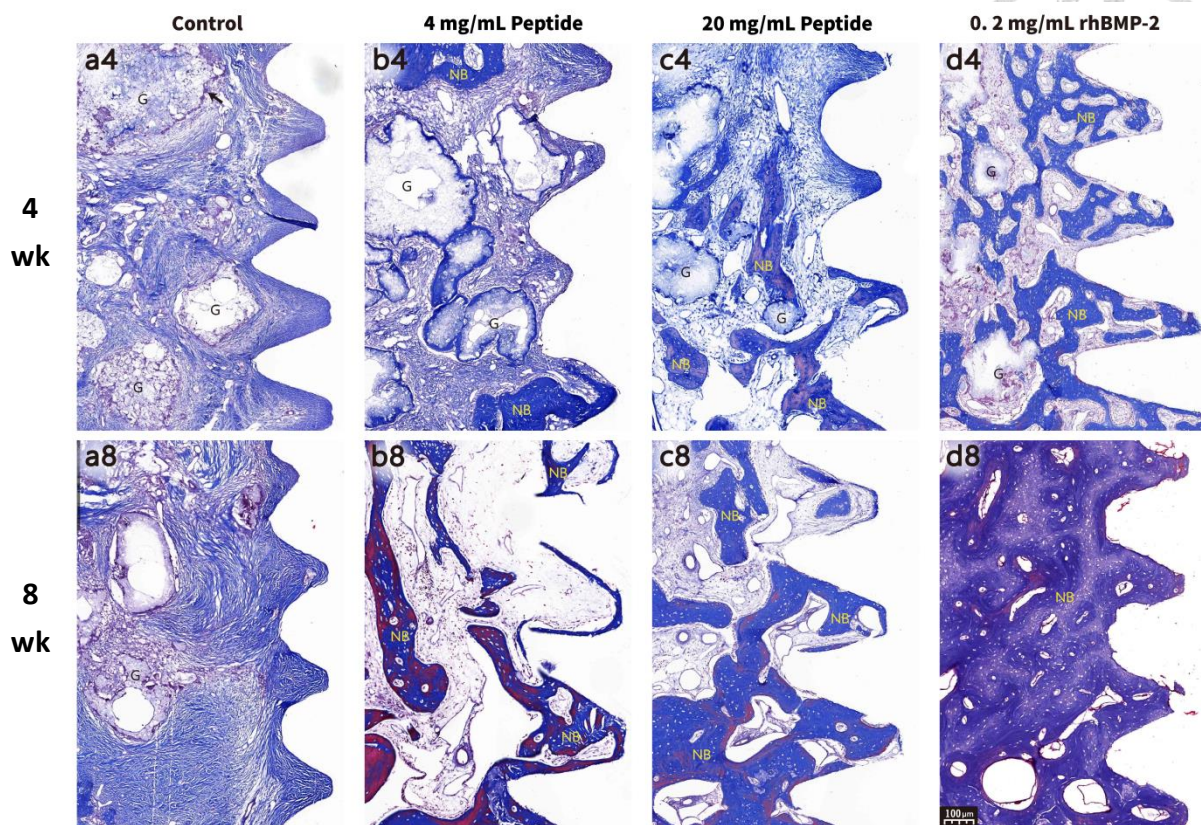 Control 4 mg/mL Peptide 20 mg/mL Peptide 0. 2 mg/mL rhBMP-2
a4 b4 c4 d4
NB
G
NB
G
G
NB
G
G
4
wk
NB
G
G
NB
G
G
NB
NB
NB
a8 b8 c8 d8
NB
NB
8
wk
NB
NB
NB
G
NB
NB
100μm